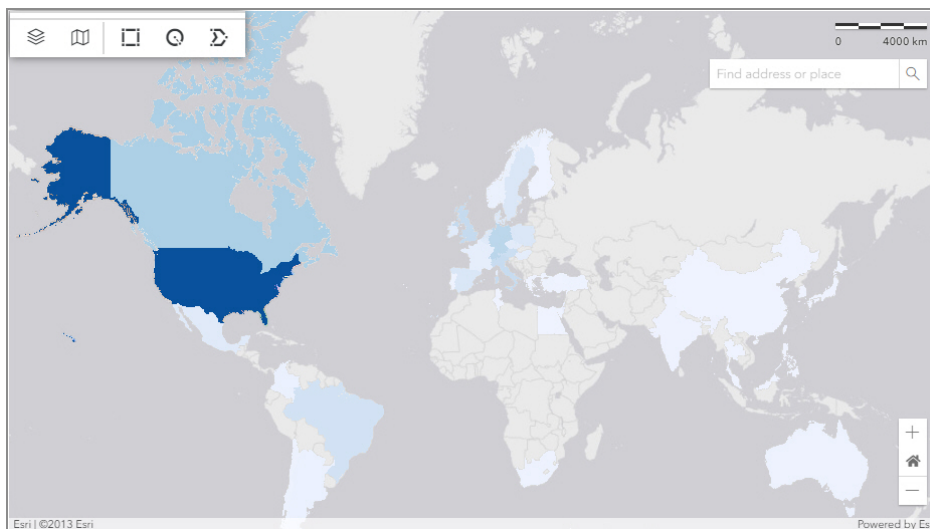 0 4000 km
Find address or place
Esri | ©2013 Esri
Powered by Es